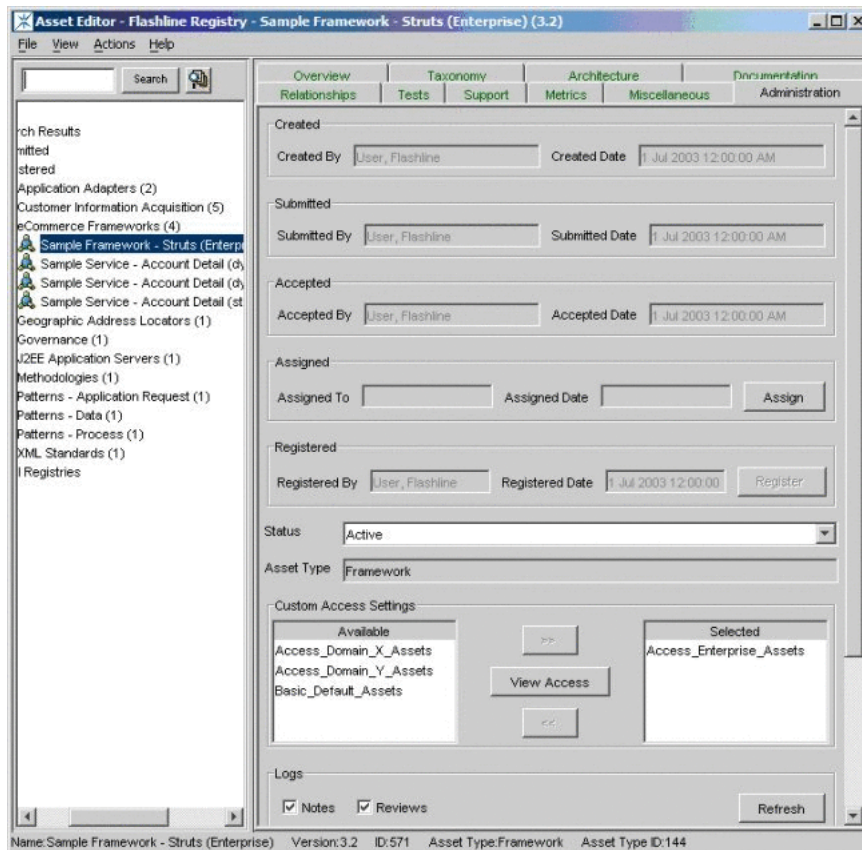 Asset Editor - Flashline Registry - Sample Framework - Struts (Enterprise) (3.2)
File View Actions Help
Search
rch Results
mitted
stered
Application Adapters (2)
Customer Information Acquisition (5)
eCommerce Frameworks (4)
Sample Framework - Struts (Enterpr
Sample Service - Account Detail (dy
Sample Service - Account Detail (dy
Sample Service - Account Detail (st
Geographic Address Locators (1)
Governance (1)
J2EE Application Servers (1)
Methodologies (1)
Patterns - Application Request (1)
Patterns - Data (1)
Patterns - Process (1)
XML Standards (1)
l Registries
Overview Taxonomy Architecture Documentation
Relationships Tests Support Metrics Miscellaneous Administration
Created
Created By User, Flashline Created Date 1 Jul 2003 12:00:00 AM
Submitted
Submitted By User, Flashline Submitted Date 1 Jul 2003 12:00:00 AM
Accepted
Accepted By User, Flashline Accepted Date 1 Jul 2003 12:00:00 AM
Assigned
Assigned To Assigned Date Assign
Registered
Registered By User, Flashline Registered Date 1 Jul 2003 12:00:00 Register
Status Active
Asset Type Framework
Custom Access Settings
Available
Access_Domain_X_Assets
Access_Domain_Y_Assets
Basic_Default_Assets
>>
View Access
<<
Selected
Access_Enterprise_Assets
Logs
Notes Reviews Refresh
Name:Sample Framework - Struts (Enterprise) Version:3.2 ID:571 Asset Type:Framework Asset Type ID:144